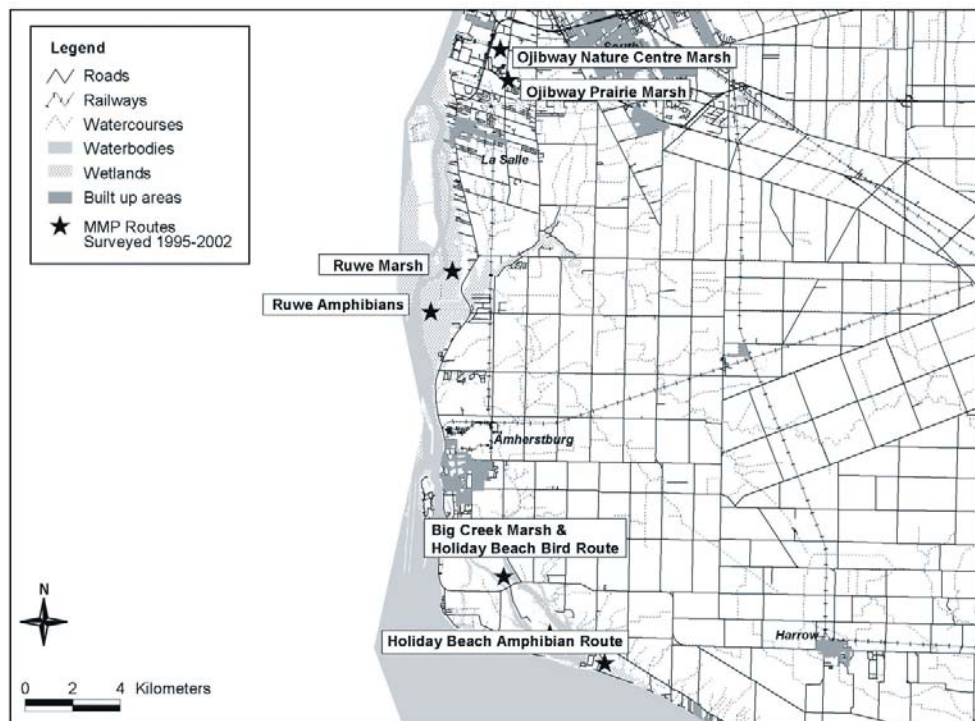 Legend
Roads
Railways
Watercourses
Waterbodies
Wetlands
Built up areas
MMP Routes
Surveyed 1995-2002
South
Ojibway Nature Centre Marsh
Ojibway Prairie Marsh
La Salle
Ruwe Marsh
Ruwe Amphibians
Amherstburg
Big Creek Marsh &
Holiday Beach Bird Route
Holiday Beach Amphibian Route
Harrow
N
0 2 4 Kilometers